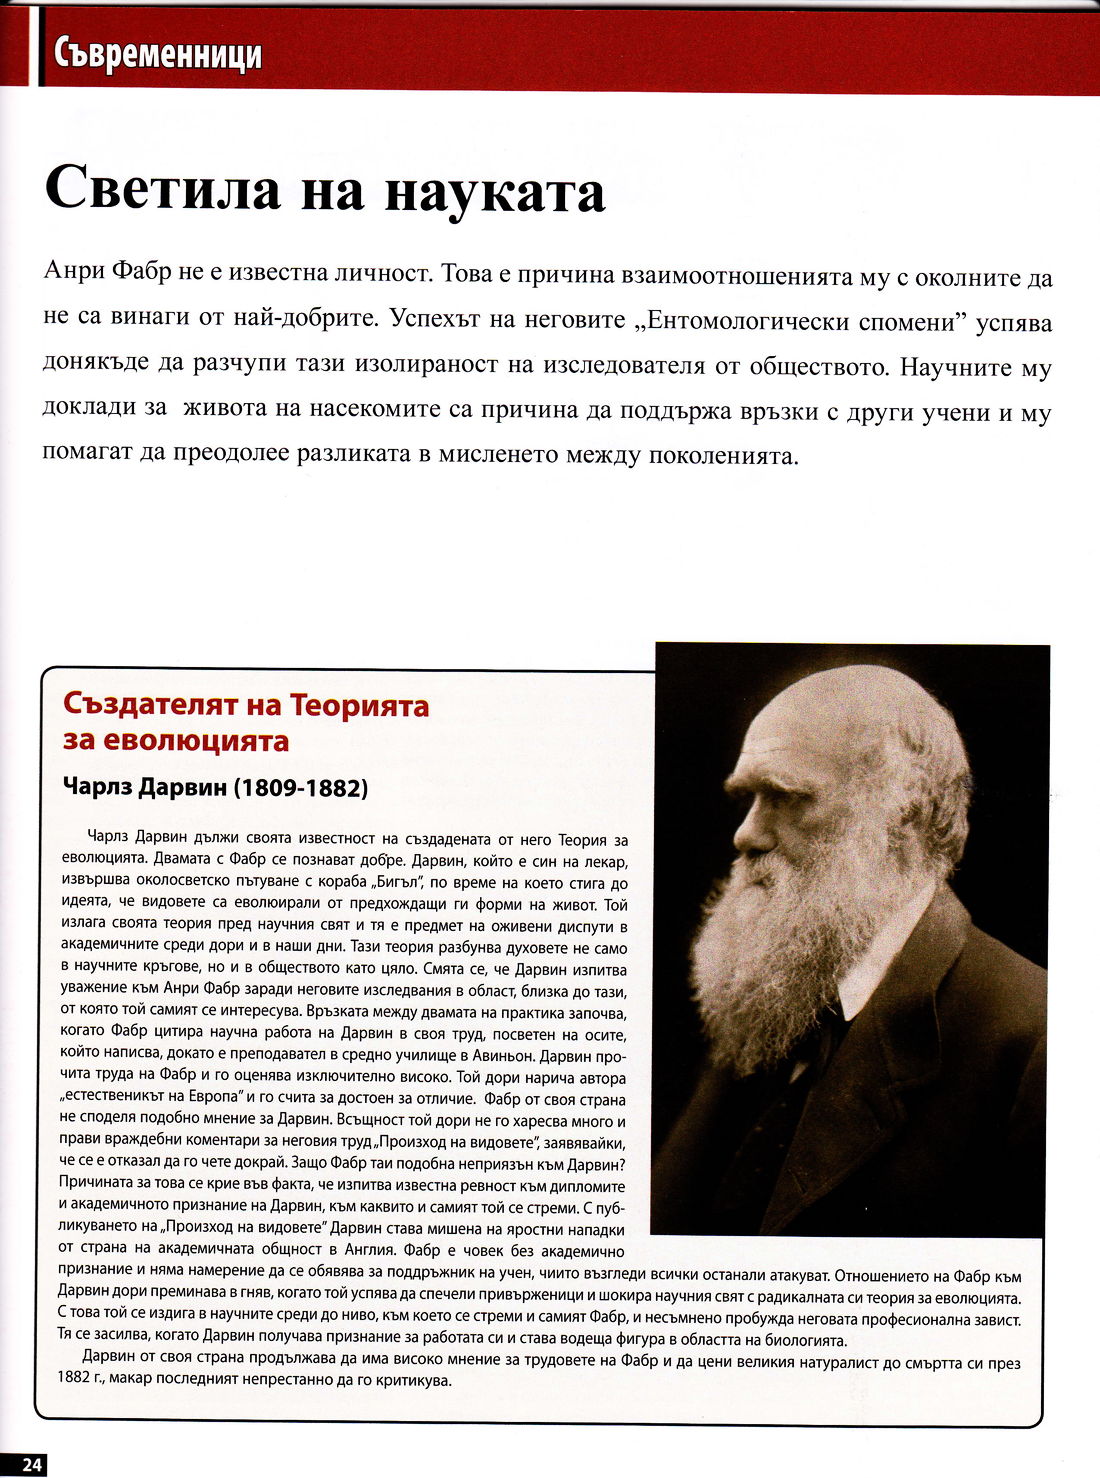 Съвременници
Светила на науката
Анри Фабр не е известна личност. Това е причина взаимоотношенията му с околните да
не са винаги от най-добрите. Успехът на неговите „Ентомологически спомени” успява
донякъде да разчупи тази изолираност на изследователя от обществото. Научните му
доклади за живота на насекомите са причина да поддържа връзки с други учени и му
помагат да преодолее разликата в мисленето между поколенията.
Създателят на Теорията
за еволюцията
Чарлз Дарвин (1809-1882)
Чарлз Дарвин дължи своята известност на създадената от него Теория за
еволюцията. Двамата с Фабр се познават добре. Дарвин, който е син на лекар,
извършва околосветско пътуване с кораба „Бигъл”, по време на което стига до
идеята, че видовете са еволюирали от предхождащи ги форми на живот. Той
излага своята теория пред научния свят и тя е предмет на оживени диспути в
академичните среди дори и в наши дни. Тази теория разбунва духовете не само
в научните кръгове, но и в обществото като цяло. Смята се, че Дарвин изпитва
уважение към Анри Фабр заради неговите изследвания в област, близка до тази,
от която той самият се интересува. Връзката между двамата на практика започва,
когато Фабр цитира научна работа на Дарвин в своя труд, посветен на осите,
който написва, докато е преподавател в средно училище в Авиньон. Дарвин про-
чита труда на Фабр и го оценява изключително високо. Той дори нарича автора
„естественикът на Европа” и го счита за достоен за отличие. Фабр от своя страна
не споделя подобно мнение за Дарвин. Всъщност той дори не го харесва много и
прави враждебни коментари за неговия труд „Произход на видовете”, заявявайки,
че се е отказал да го чете докрай. Защо Фабр таи подобна неприязън към Дарвин?
Причината за това се крие във факта, че изпитва известна ревност към дипломите
и академичното признание на Дарвин, към каквито и самият той се стреми. С пуб-
ликуването на „Произход на видовете” Дарвин става мишена на яростни нападки
от страна на академичната общност в Англия. Фабр е човек без академично
признание и няма намерение да се обявява за поддръжник на учен, чиито възгледи всички останали атакуват. Отношението на Фабр към
Дарвин дори преминава в гняв, когато той успява да спечели привърженици и шокира научния свят с радикалната си теория за еволюцията.
С това той се издига в научните среди до ниво, към което се стреми и самият Фабр, и несъмнено пробужда неговата професионална завист.
Тя се засилва, когато Дарвин получава признание за работата си и става водеща фигура в областта на биологията.
Дарвин от своя страна продължава да има високо мнение за трудовете на Фабр и да цени великия натуралист до смъртта си през
1882 г., макар последният непрестанно да го критикува.
24